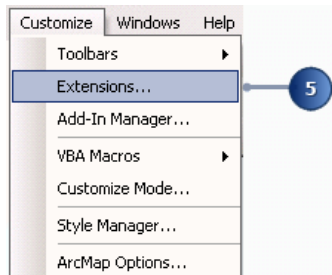 Customize Windows Help
Toolbars
Extensions...
5
Add-In Manager...
VBA Macros
Customize Mode...
Style Manager...
ArcMap Options...